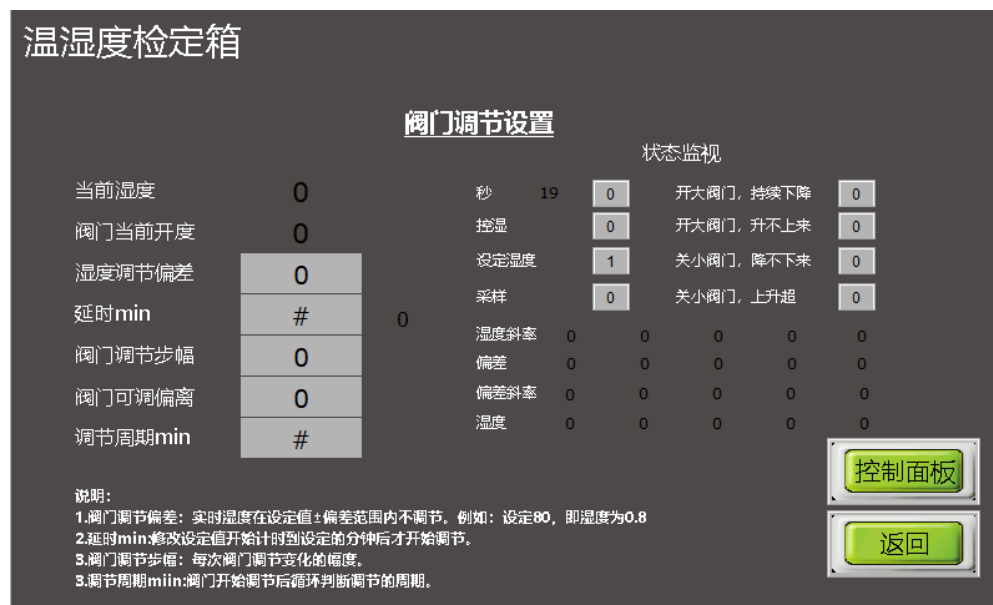 温湿度检定箱
阀门调节设置
状态监视
当前湿度 0
阀门当前开度 0
湿度调节偏差 0
延时min # 0
阀门调节步幅 0
阀门可调偏离 0
调节周期min #
秒 19 0 开大阀门，持续下降 0
控湿 0 开大阀门，升不上来 0
设定湿度 1 关小阀门，降不下来 0
采样 0 关小阀门，上升超 0
湿度斜率 0 0 0 0 0
偏差 0 0 0 0 0
偏差斜率 0 0 0 0 0
湿度 0 0 0 0 0
控制面板
返回
说明：
1.阀门调节偏差：实时湿度在设定值±偏差范围内不调节。例如：设定80，即湿度为0.8
2.延时min:修改设定值开始计时到设定的分钟后才开始调节。
3.阀门调节步幅：每次阀门调节变化的幅度。
3.调节周期miin:阀门开始调节后循环判断调节的周期。